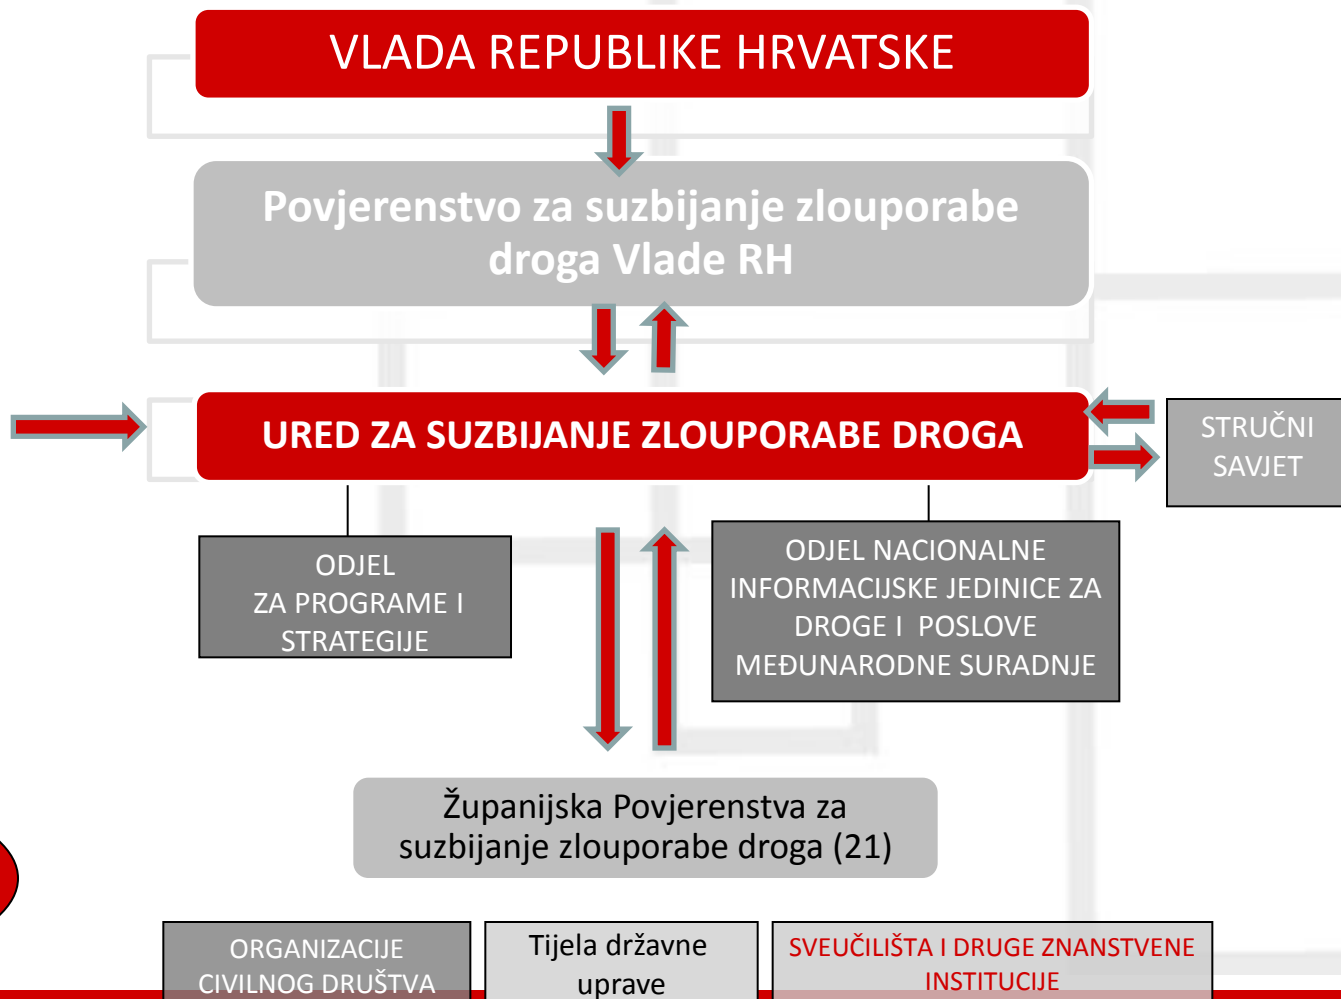 VLADA REPUBLIKE HRVATSKE
Povjerenstvo za suzbijanje zlouporabe
droga Vlade RH
URED ZA SUZBIJANJE ZLOUPORABE DROGA
STRUČNI
SAVJET
ODJEL
ZA PROGRAME I
STRATEGIJE
ODJEL NACIONALNE
INFORMACIJSKE JEDINICE ZA
DROGE I POSLOVE
MEĐUNARODNE SURADNJE
Županijska Povjerenstva za
suzbijanje zlouporabe droga (21)
ORGANIZACIJE
CIVILNOG DRUŠTVA
Tijela državne
uprave
SVEUČILIŠTA I DRUGE ZNANSTVENE
INSTITUCIJE